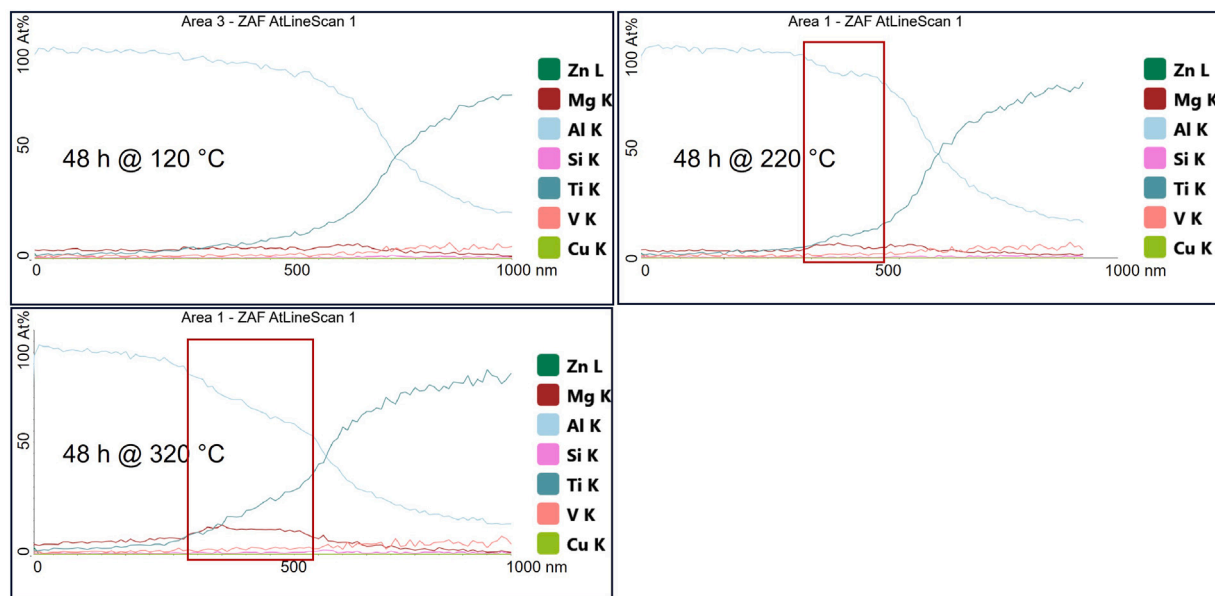 Area 3 - ZAF AtLineScan 1
100 At%
50
0
48 h @ 120 °C
0
500
1000 nm
Zn L
Mg K
Al K
Si K
Ti K
V K
Cu K
Area 1 - ZAF AtLineScan 1
100 At%
50
0
48 h @ 220 °C
0
500
1000 nm
Zn L
Mg K
Al K
Si K
Ti K
V K
Cu K
Area 1 - ZAF AtLineScan 1
100 At%
50
0
48 h @ 320 °C
0
500
1000 nm
Zn L
Mg K
Al K
Si K
Ti K
V K
Cu K